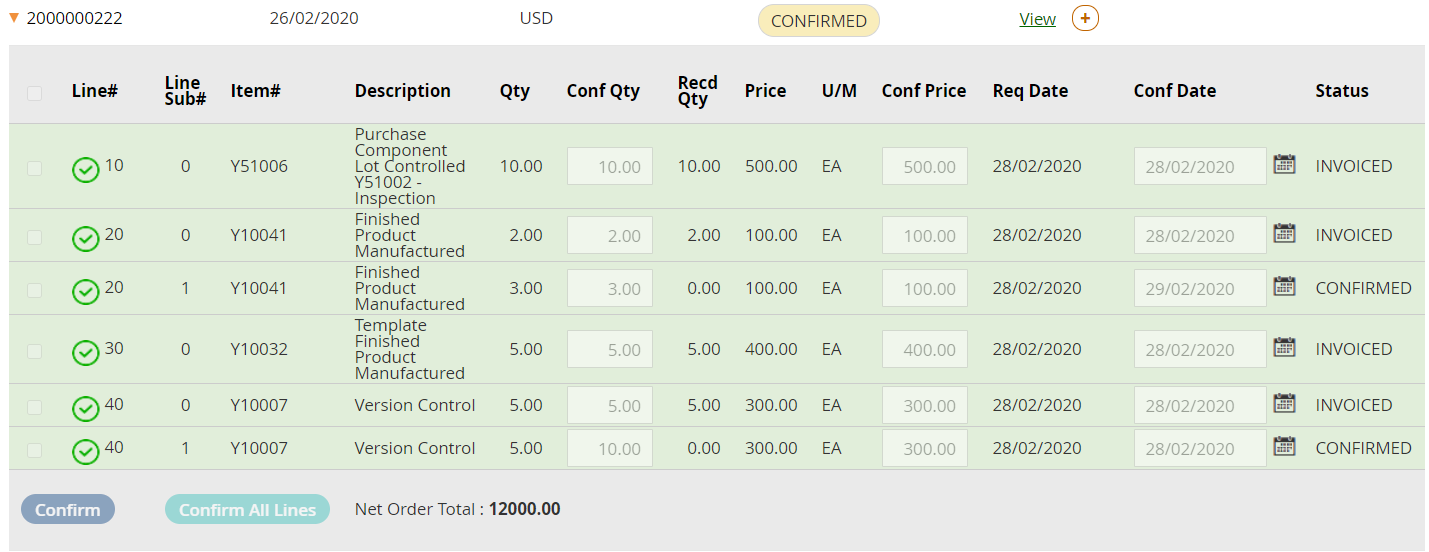 2000000222 26/02/2020 USD CONFIRMED View +
Line# Line Sub# Item# Description Qty Conf Qty Recd Qty Price U/M Conf Price Req Date Conf Date Status
10 0 Y51006 Purchase Component Lot Controlled Y51002 - Inspection 10.00 10.00 10.00 500.00 EA 500.00 28/02/2020 28/02/2020 INVOICED
20 0 Y10041 Finished Product Manufactured 2.00 2.00 2.00 100.00 EA 100.00 28/02/2020 28/02/2020 INVOICED
20 1 Y10041 Finished Product Manufactured 3.00 3.00 0.00 100.00 EA 100.00 28/02/2020 29/02/2020 CONFIRMED
30 0 Y10032 Template Finished Product Manufactured 5.00 5.00 5.00 400.00 EA 400.00 28/02/2020 28/02/2020 INVOICED
40 0 Y10007 Version Control 5.00 5.00 5.00 300.00 EA 300.00 28/02/2020 28/02/2020 INVOICED
40 1 Y10007 Version Control 5.00 10.00 0.00 300.00 EA 300.00 28/02/2020 28/02/2020 CONFIRMED
Confirm Confirm All Lines Net Order Total : 12000.00